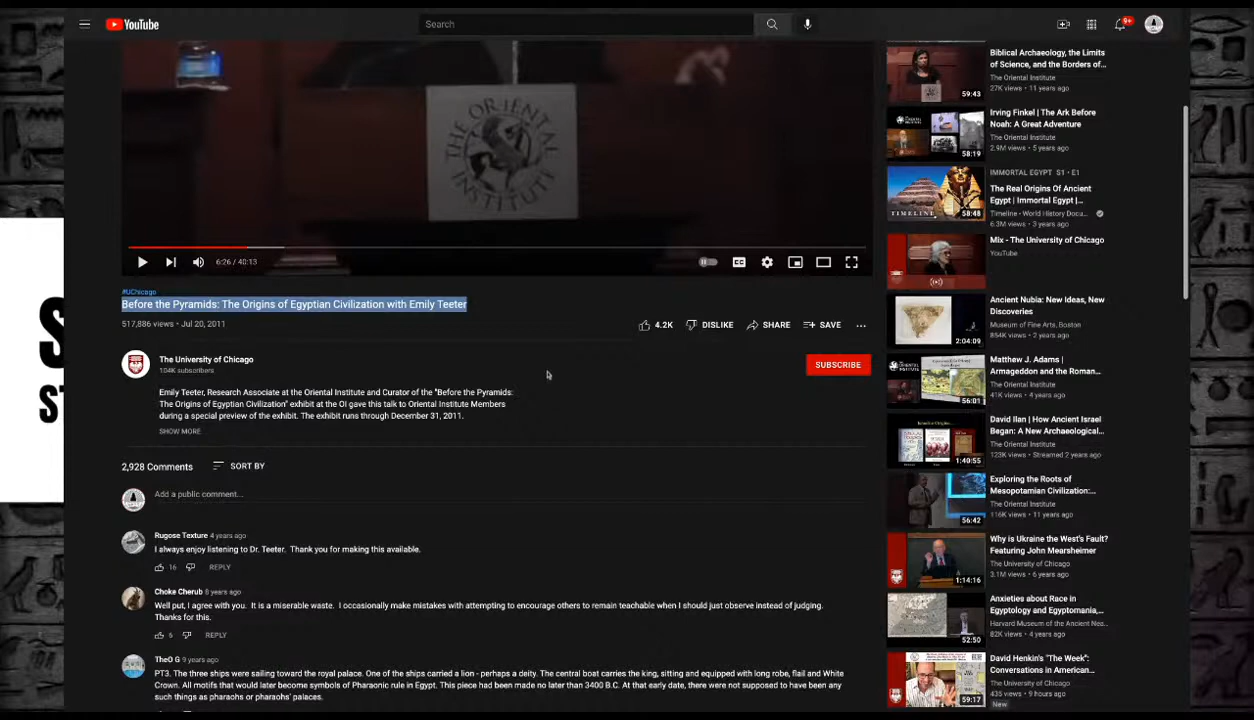 YouTube
Search
9+
THE ORIENTAL
INSTITUTE
6:26 / 40:13
#UChicago
Before the Pyramids: The Origins of Egyptian Civilization with Emily Teeter
517,886 views • Jul 20, 2011
4.2K
DISLIKE
SHARE
SAVE
The University of Chicago
104K subscribers
SUBSCRIBE
Emily Teeter, Research Associate at the Oriental Institute and Curator of the "Before the Pyramids:
The Origins of Egyptian Civilization" exhibit at the OI gave this talk to Oriental Institute Members
during a special preview of the exhibit. The exhibit runs through December 31, 2011.
SHOW MORE
2,928 Comments
SORT BY
Add a public comment...
Rugose Texture 4 years ago
I always enjoy listening to Dr. Teeter. Thank you for making this available.
16
REPLY
Choke Cherub 8 years ago
Well put, I agree with you. It is a miserable waste. I occasionally make mistakes with attempting to encourage others to remain teachable when I should just observe instead of judging.
Thanks for this.
5
REPLY
TheO G 9 years ago
PT3. The three ships were sailing toward the royal palace. One of the ships carried a lion - perhaps a deity. The central boat carries the king, sitting and equipped with long robe, flail and White
Crown. All motifs that would later become symbols of Pharaonic rule in Egypt. This piece had been made no later than 3400 B.C. At that early date, there were not supposed to have been any
such things as pharaohs or pharaohs' palaces.
Biblical Archaeology, the Limits
of Science, and the Borders of...
The Oriental Institute
27K views • 11 years ago
59:43
Irving Finkel | The Ark Before
Noah: A Great Adventure
The Oriental Institute
2.9M views • 5 years ago
58:19
IMMORTAL EGYPT S1 • E1
The Real Origins Of Ancient
Egypt | Immortal Egypt |...
Timeline - World History Docu...
6.3M views • 3 years ago
TIMELINE
58:48
Mix - The University of Chicago
YouTube
Ancient Nubia: New Ideas, New
Discoveries
Museum of Fine Arts, Boston
854K views • 2 years ago
2:04:09
Matthew J. Adams |
Armageddon and the Roman...
The Oriental Institute
41K views • 4 years ago
56:01
David Ilan | How Ancient Israel
Began: A New Archaeological...
The Oriental Institute
123K views • Streamed 2 years ago
1:40:55
Exploring the Roots of
Mesopotamian Civilization:...
The Oriental Institute
116K views • 11 years ago
56:42
Why is Ukraine the West's Fault?
Featuring John Mearsheimer
The University of Chicago
3.1M views • 6 years ago
1:14:16
Anxieties about Race in
Egyptology and Egyptomania,...
Harvard Museum of the Ancient Nea...
82K views • 4 years ago
52:50
David Henkin's "The Week":
Conversations in American...
The University of Chicago
435 views • 9 hours ago
New
59:17